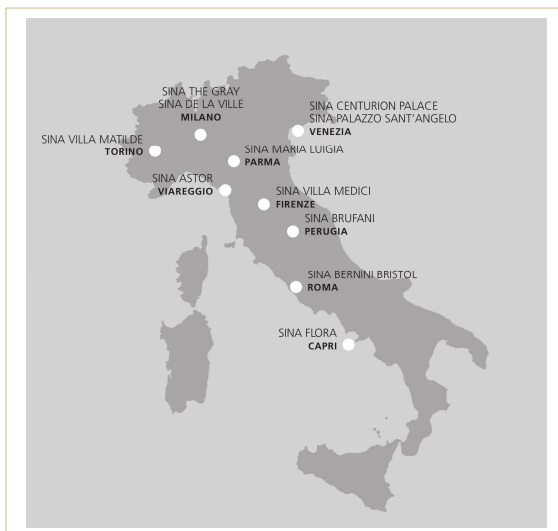 SINA THE GRAY
SINA DE LA VILLE
MILANO
SINA CENTURION PALACE
SINA PALAZZO SANT'ANGELO
VENEZIA
SINA VILLA MATILDE
TORINO
SINA MARIA LUIGIA
PARMA
SINA ASTOR
VIAREGGIO
SINA VILLA MEDICI
FIRENZE
SINA BRUFANI
PERUGIA
SINA BERNINI BRISTOL
ROMA
SINA FLORA
CAPRI